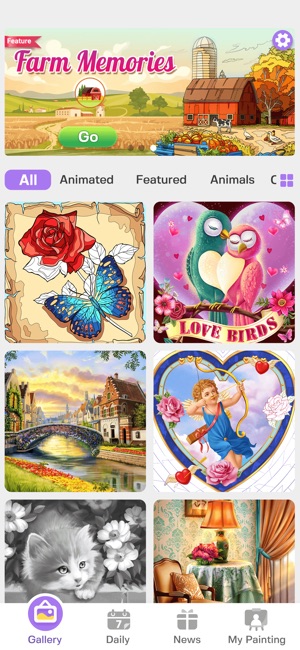 Feature
Farm Memories
Go
All Animated Featured Animals
LOVE BIRDS
7
Gallery Daily News My Painting